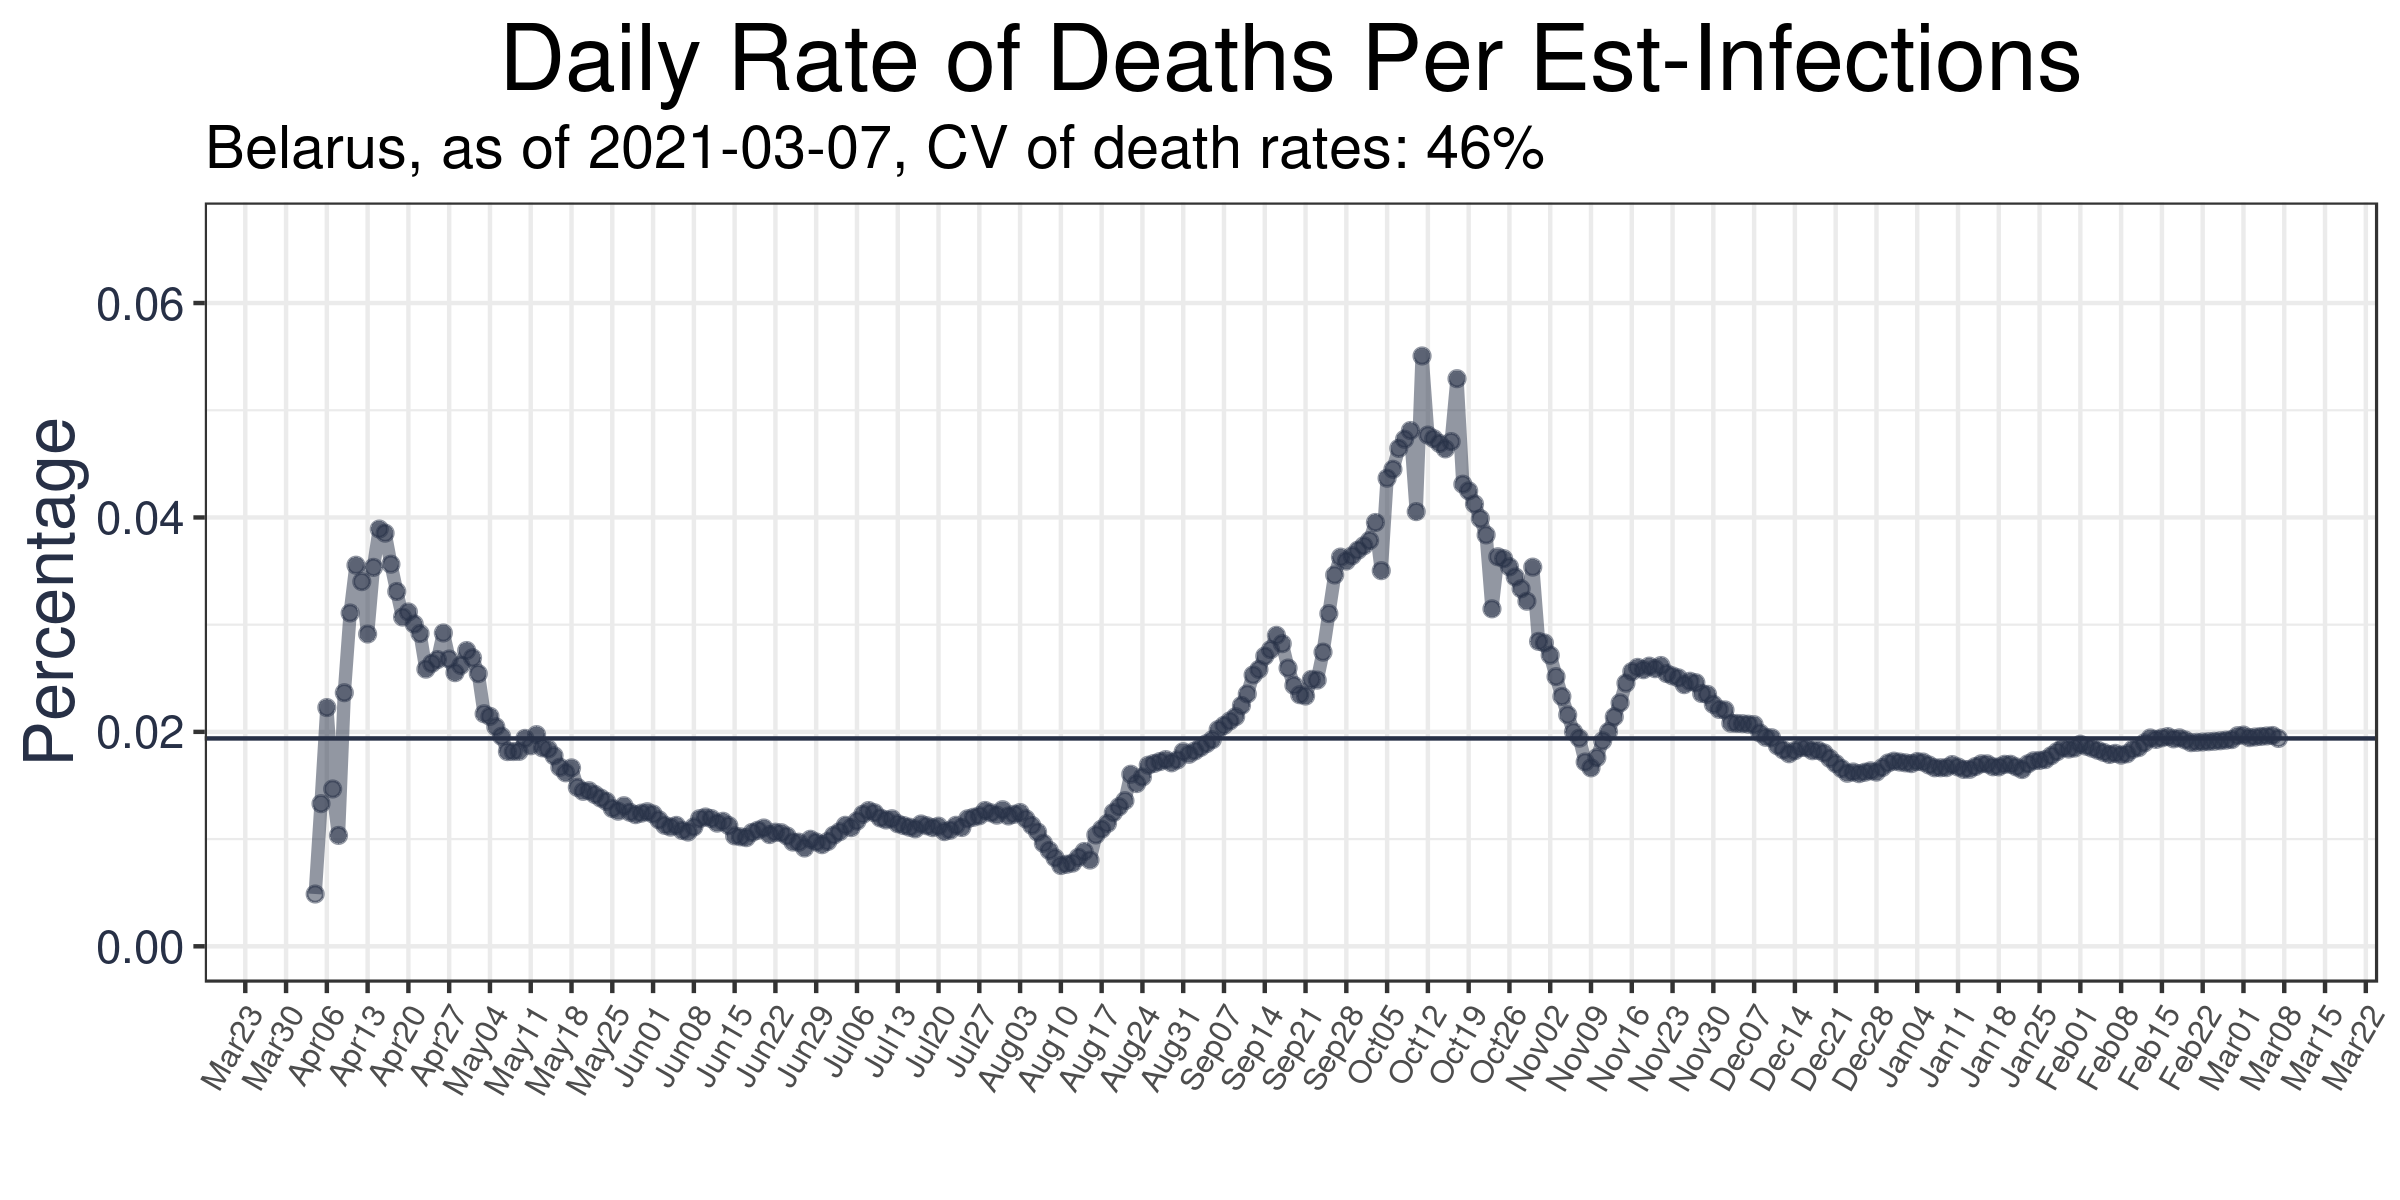 Daily Rate of Deaths Per Est-Infections
Belarus, as of 2021-03-07, CV of death rates: 46%
Percentage
0.06
0.04
0.02
0.00
Mar23
Mar30
Apr06
Apr13
Apr20
Apr27
May04
May11
May18
May25
Jun01
Jun08
Jun15
Jun22
Jun29
Jul06
Jul13
Jul20
Jul27
Aug03
Aug10
Aug17
Aug24
Aug31
Sep07
Sep14
Sep21
Sep28
Oct05
Oct12
Oct19
Oct26
Nov02
Nov09
Nov16
Nov23
Nov30
Dec07
Dec14
Dec21
Dec28
Jan04
Jan11
Jan18
Jan25
Feb01
Feb08
Feb15
Feb22
Mar01
Mar08
Mar15
Mar22